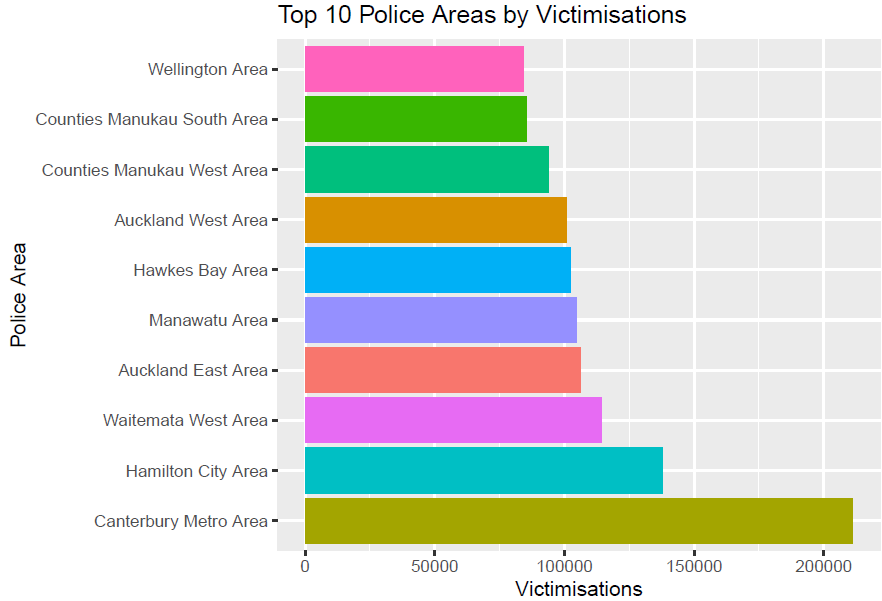 Top 10 Police Areas by Victimisations
Police Area
Wellington Area
Counties Manukau South Area
Counties Manukau West Area
Auckland West Area
Hawkes Bay Area
Manawatu Area
Auckland East Area
Waitemata West Area
Hamilton City Area
Canterbury Metro Area
0 50000 100000 150000 200000
Victimisations